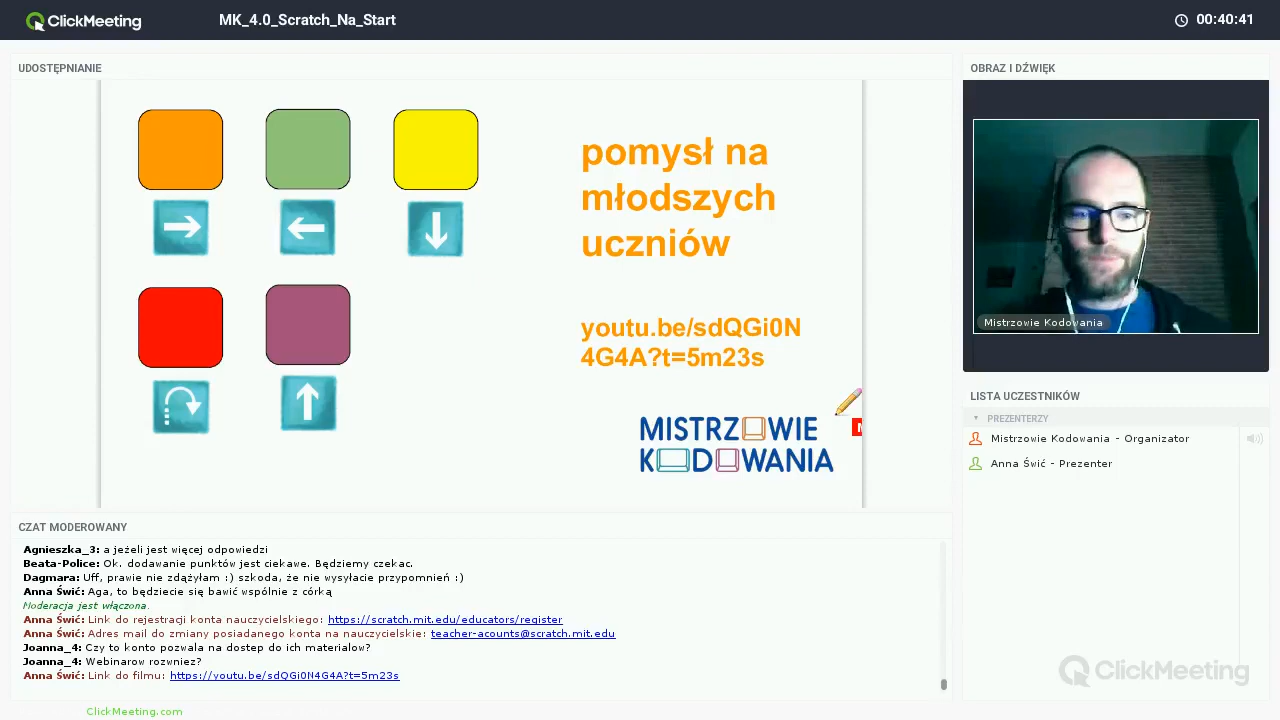 ClickMeeting
MK_4.0_Scratch_Na_Start
00:40:41
UDOSTĘPNIANIE
pomysł na
młodszych
uczniów
youtu.be/sdQGi0N
4G4A?t=5m23s
MISTRZOWIE
KODOWANIA
OBRAZ I DŹWIĘK
Mistrzowie Kodowania
LISTA UCZESTNIKÓW
PREZENTERZY
Mistrzowie Kodowania - Organizator
Anna Świć - Prezenter
CZAT MODEROWANY
Agnieszka_3: a jeżeli jest więcej odpowiedzi
Beata-Police: Ok. dodawanie punktów jest ciekawe. Będziemy czekac.
Dagmara: Uff, prawie nie zdążyłam :) szkoda, że nie wysyłacie przypomnień :)
Anna Świć: Aga, to będziecie się bawić wspólnie z córką
Moderacja jest włączona.
Anna Świć: Link do rejestracji konta nauczycielskiego: https://scratch.mit.edu/educators/register
Anna Świć: Adres mail do zmiany posiadanego konta na nauczycielskie: teacher-acounts@scratch.mit.edu
Joanna_4: Czy to konto pozwala na dostep do ich materialow?
Joanna_4: Webinarow rozwniez?
Anna Świć: Link do filmu: https://youtu.be/sdQGi0N4G4A?t=5m23s
ClickMeeting
ClickMeeting.com